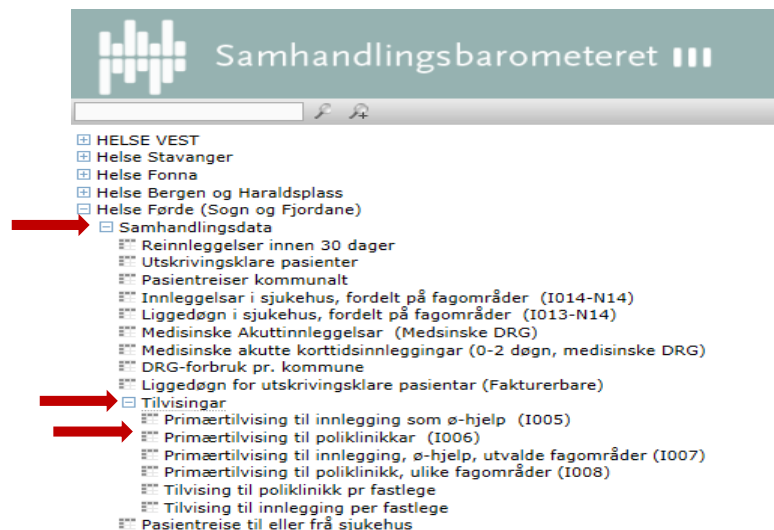 Samhandlingsbarometeret
HELSE VEST
Helse Stavanger
Helse Fonna
Helse Bergen og Haraldsplass
Helse Førde (Sogn og Fjordane)
Samhandlingsdata
Reinnleggelser innen 30 dager
Utskrivingsklare pasienter
Pasientreiser kommunalt
Innleggelsar i sjukehus, fordelt på fagområder (I014-N14)
Liggedøgn i sjukehus, fordelt på fagområder (I013-N14)
Medisinske Akuttinnleggelsar (Medsinske DRG)
Medisinske akutte korttidsinnleggingar (0-2 døgn, medisinske DRG)
DRG-forbruk pr. kommune
Liggedøgn for utskrivingsklare pasientar (Fakturerbare)
Tilvisingar
Primærtilvising til innlegging som ø-hjelp (I005)
Primærtilvising til poliklinikkar (I006)
Primærtilvising til innlegging, ø-hjelp, utvalde fagområder (I007)
Primærtilvising til poliklinikk, ulike fagområder (I008)
Tilvising til poliklinikk pr fastlege
Tilvising til innlegging per fastlege
Pasientreise til eller frå sjukehus